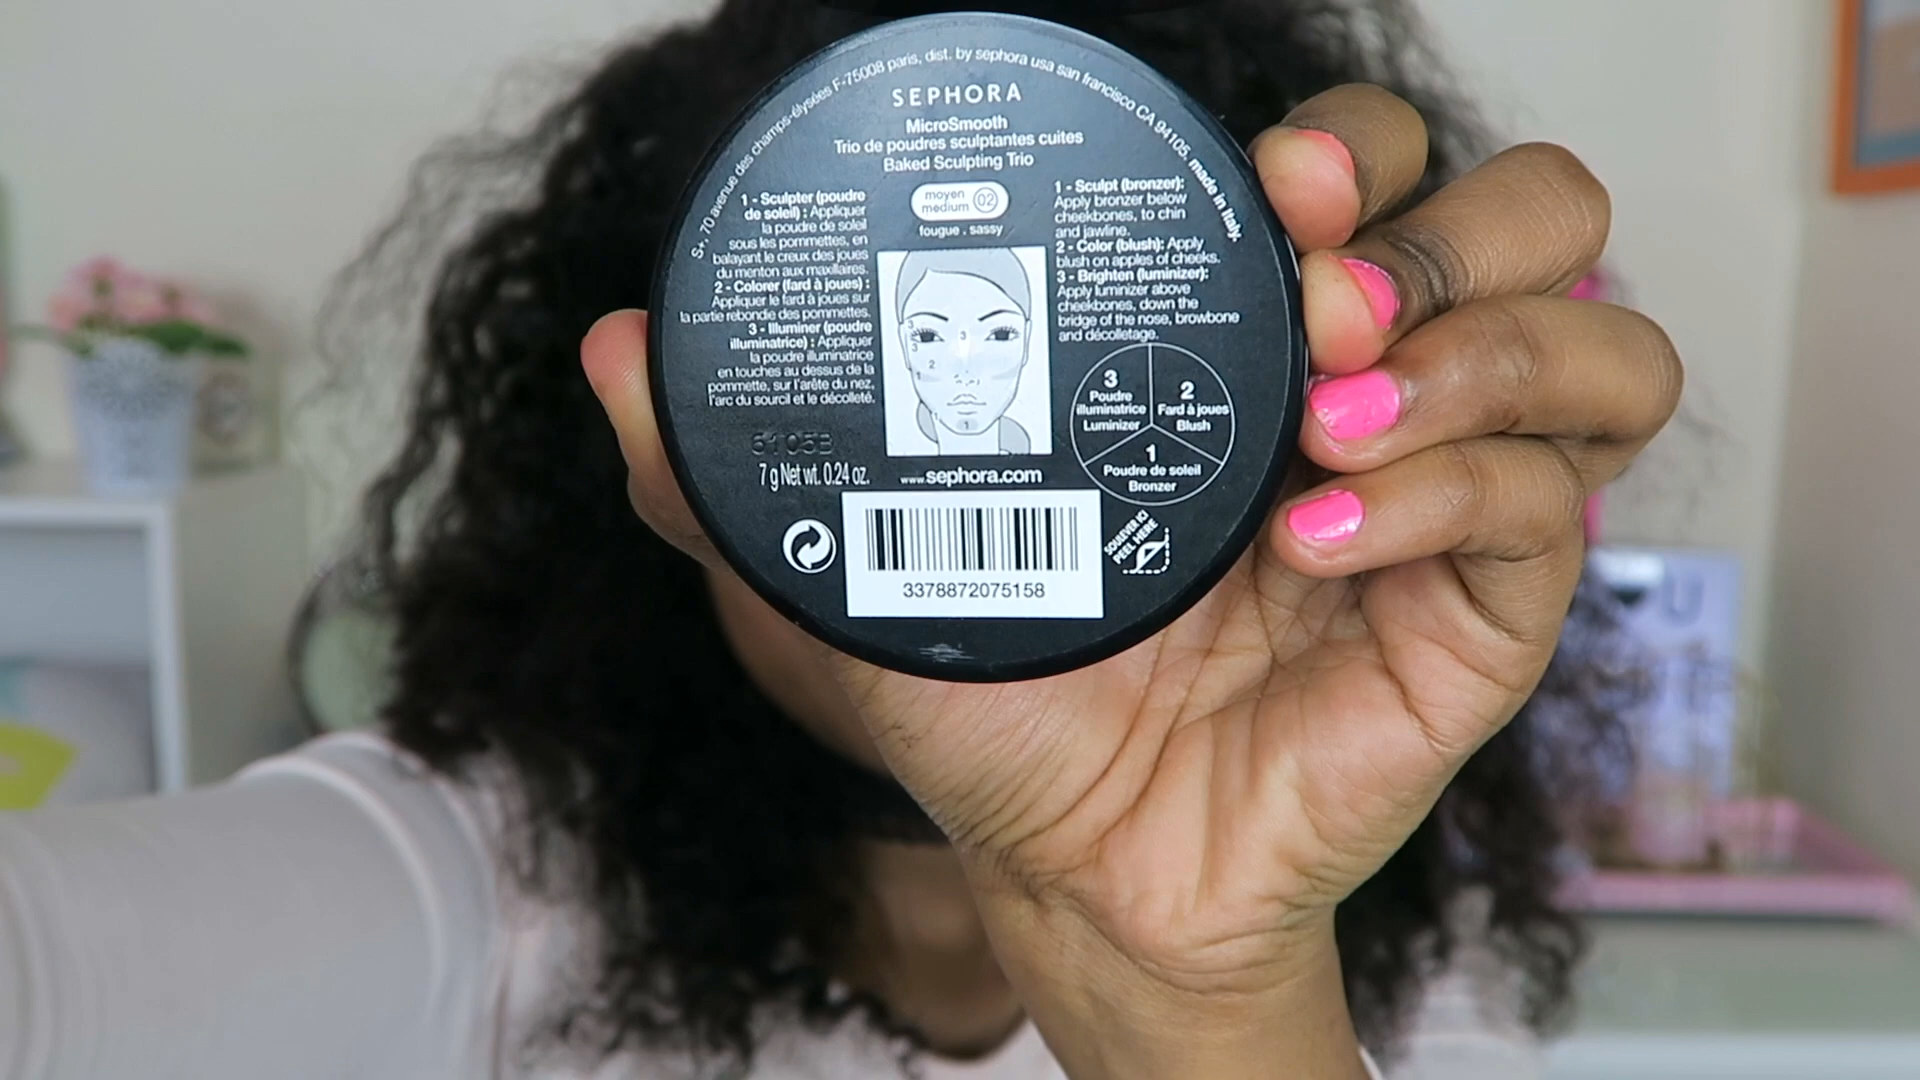 S+, 70 avenue des champs-élysées F-75008 paris, dist. by sephora usa san francisco CA 94105. made in Italy.
SEPHORA
MicroSmooth
Trio de poudres sculptantes cuites
Baked Sculpting Trio
moyen
medium 02
fougue . sassy
1 - Sculpter (poudre
de soleil) : Appliquer
la poudre de soleil
sous les pommettes, en
balayant le creux des joues
du menton aux maxillaires.
2 - Colorer (fard à joues) :
Appliquer le fard à joues sur
la partie rebondie des pommettes.
3 - Illuminer (poudre
illuminatrice) : Appliquer
la poudre illuminatrice
en touches au dessus de la
pommette, sur l'arête du nez,
l'arc du sourcil et le décolleté.
1 - Sculpt (bronzer):
Apply bronzer below
cheekbones, to chin
and jawline.
2 - Color (blush): Apply
blush on apples of cheeks.
3 - Brighten (luminizer):
Apply luminizer above
cheekbones, down the
bridge of the nose, browbone
and décolletage.
3
3
3
2
1
1
3
Poudre
illuminatrice
Luminizer
2
Fard à joues
Blush
1
Poudre de soleil
Bronzer
6105B
7 g Net wt. 0.24 oz.
www.sephora.com
SOULEVER ICI
PEEL HERE
3378872075158
U